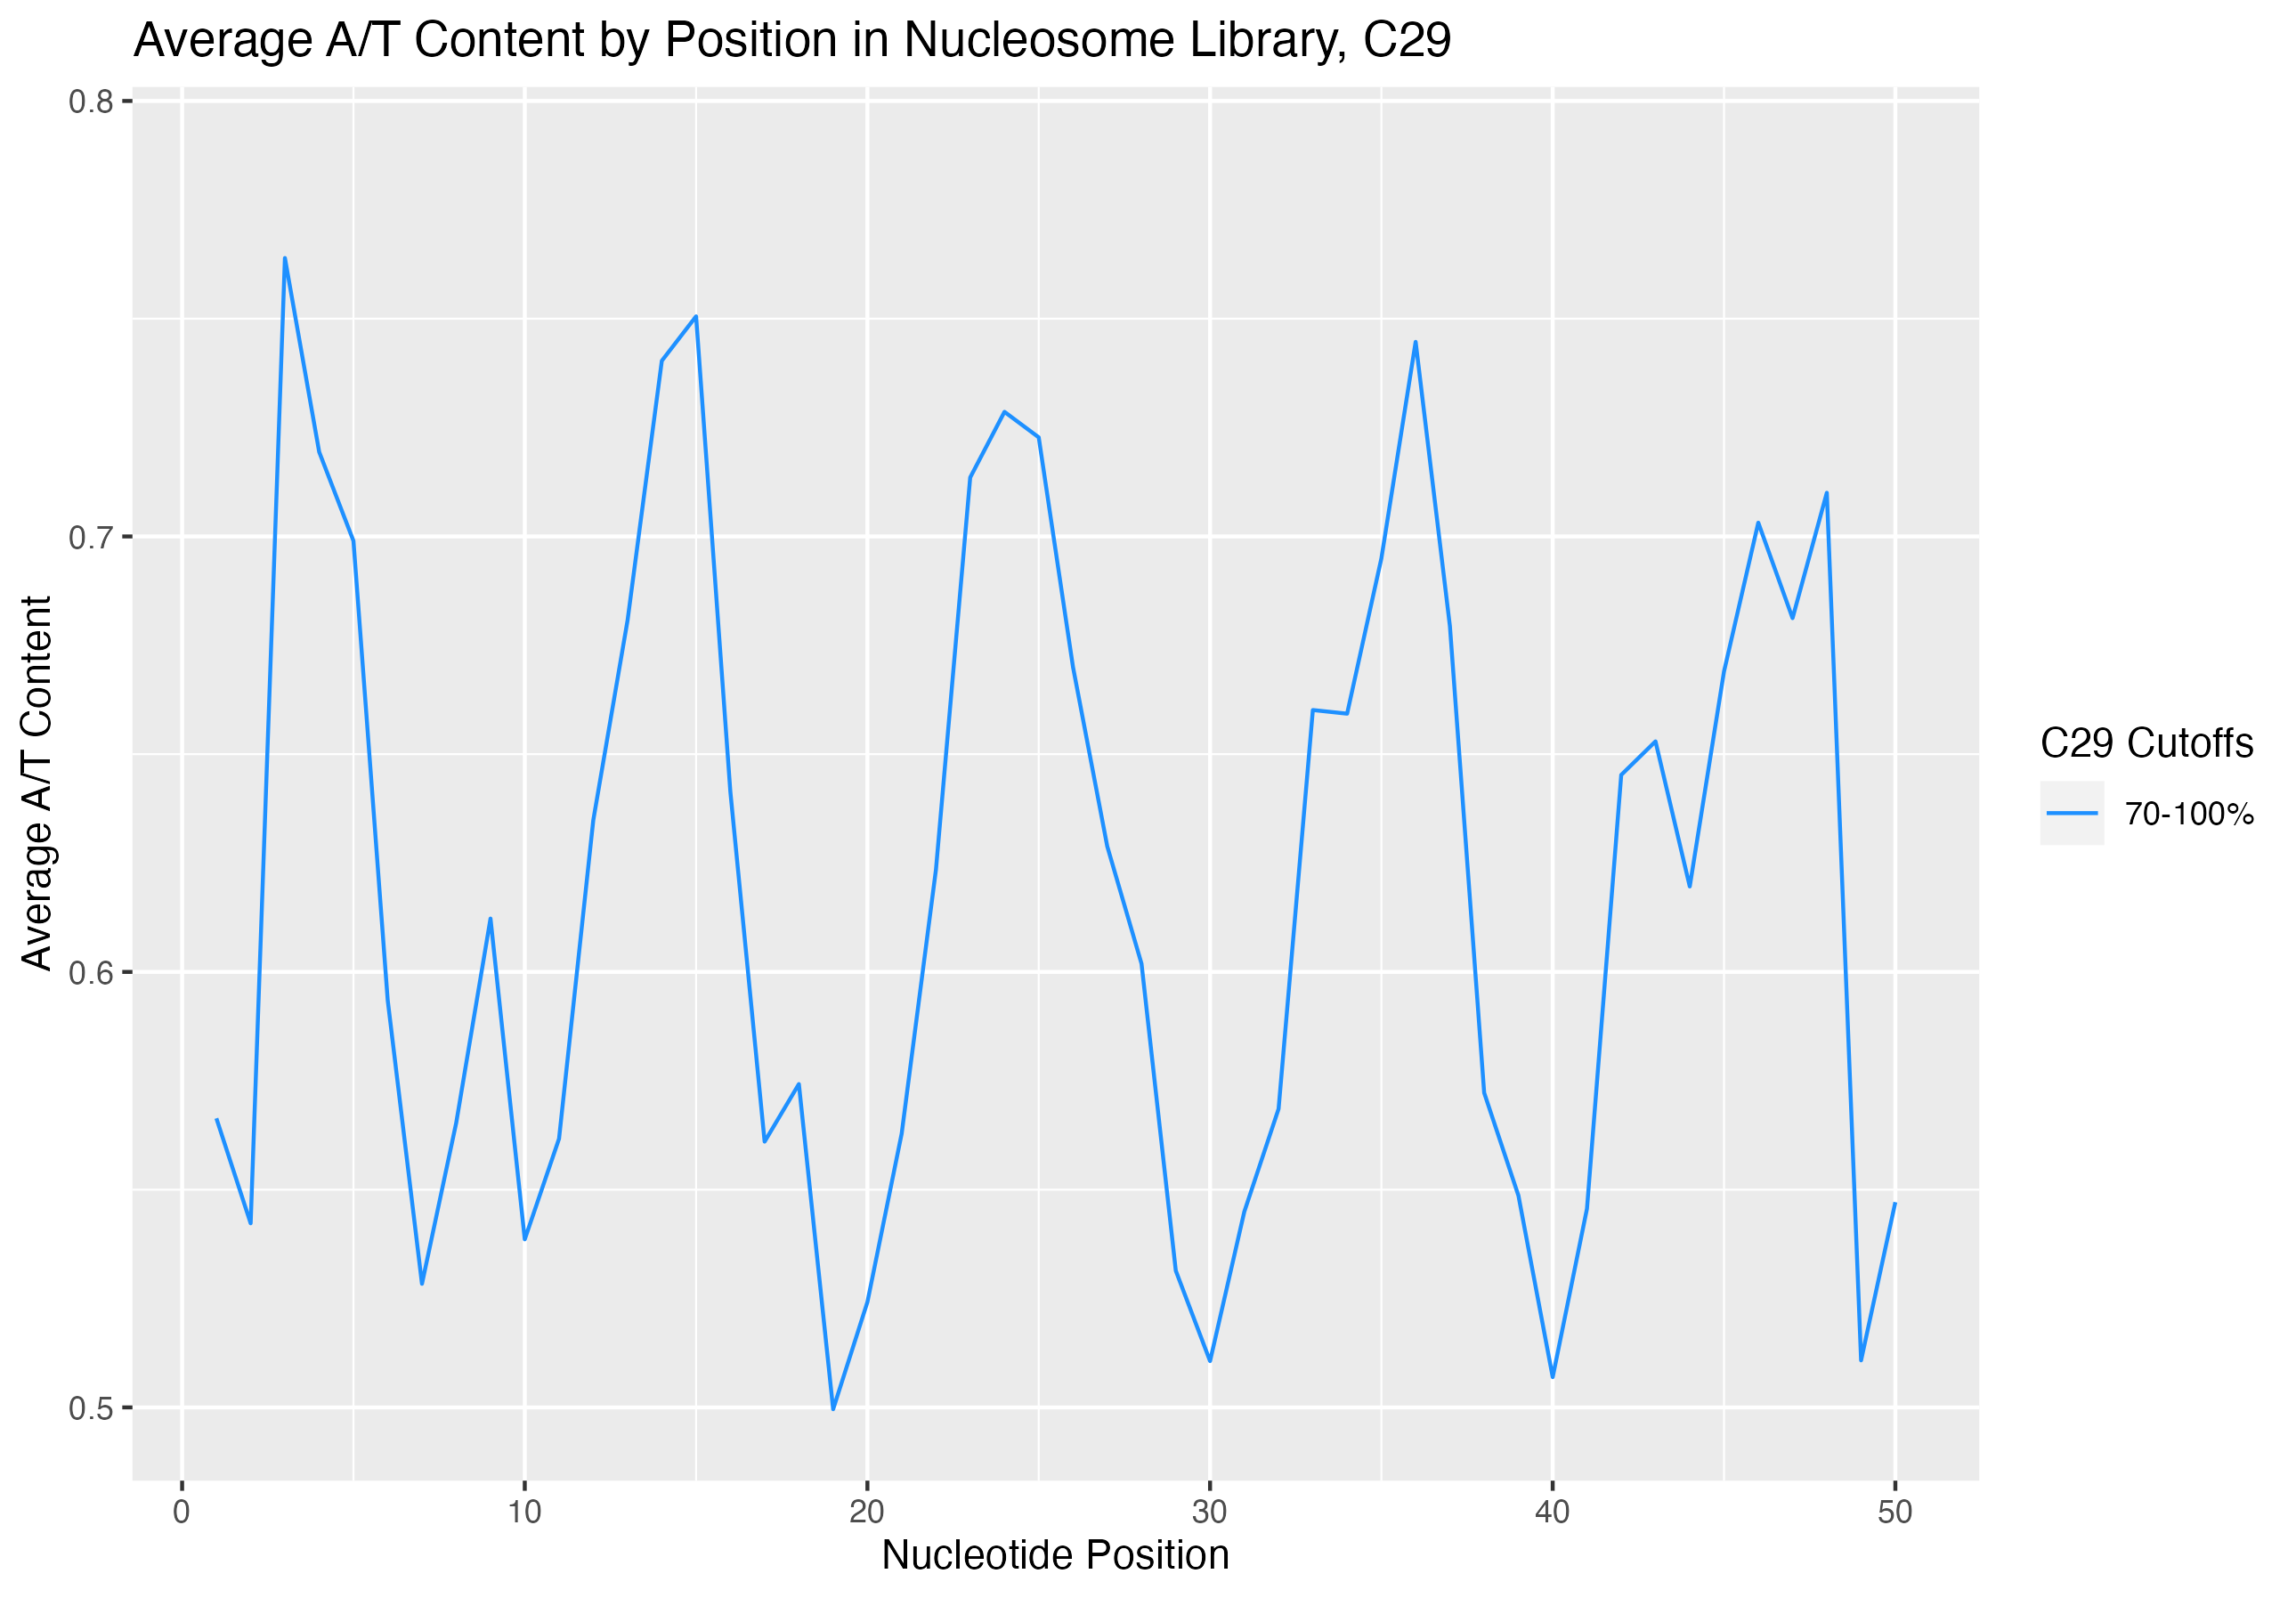 Average A/T Content by Position in Nucleosome Library, C29
0.8
0.7
0.6
0.5
Average A/T Content
0 10 20 30 40 50
Nucleotide Position
C29 Cutoffs
70-100%